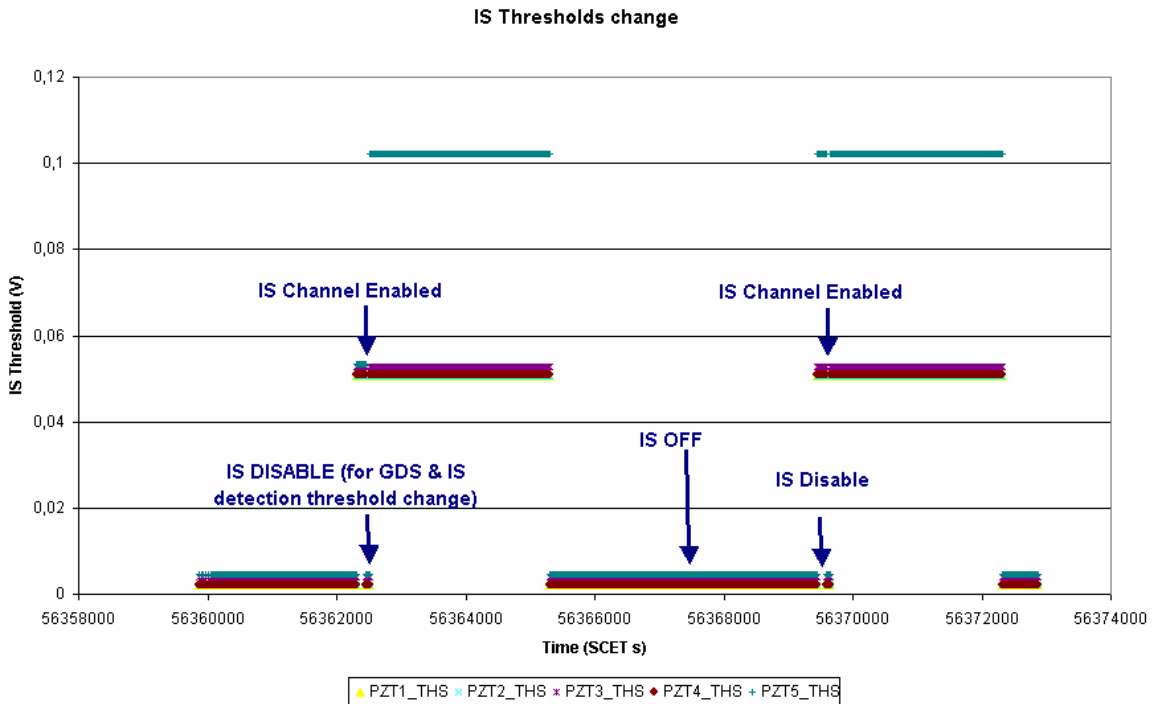 IS Thresholds change
0,12
0,1
0,08
0,06
0,04
0,02
0
IS Threshold (V)
IS Channel Enabled
IS Channel Enabled
IS OFF
IS DISABLE (for GDS & IS
detection threshold change)
IS Disable
56358000 56360000 56362000 56364000 56366000 56368000 56370000 56372000 56374000
Time (SCET s)
PZT1_THS PZT2_THS PZT3_THS PZT4_THS PZT5_THS